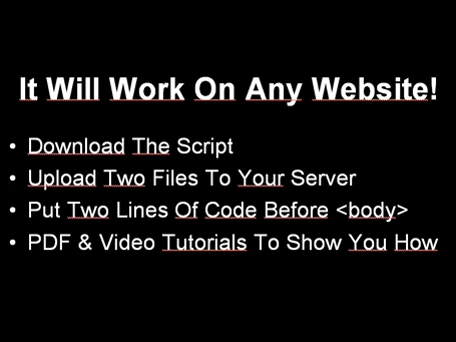 It Will Work On Any Website!
• Download The Script
• Upload Two Files To Your Server
• Put Two Lines Of Code Before <body>
• PDF & Video Tutorials To Show You How